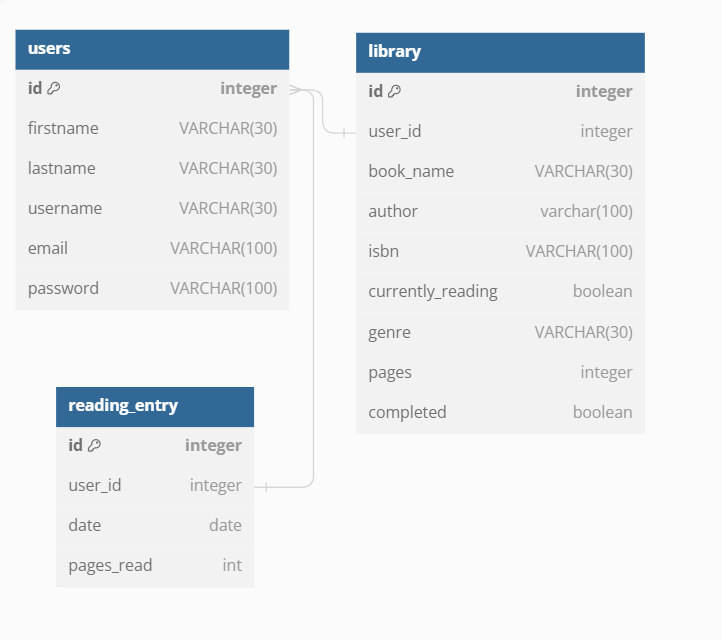 users
id integer
firstname VARCHAR(30)
lastname VARCHAR(30)
username VARCHAR(30)
email VARCHAR(100)
password VARCHAR(100)
library
id integer
user_id integer
book_name VARCHAR(30)
author varchar(100)
isbn VARCHAR(100)
currently_reading boolean
genre VARCHAR(30)
pages integer
completed boolean
reading_entry
id integer
user_id integer
date date
pages_read int